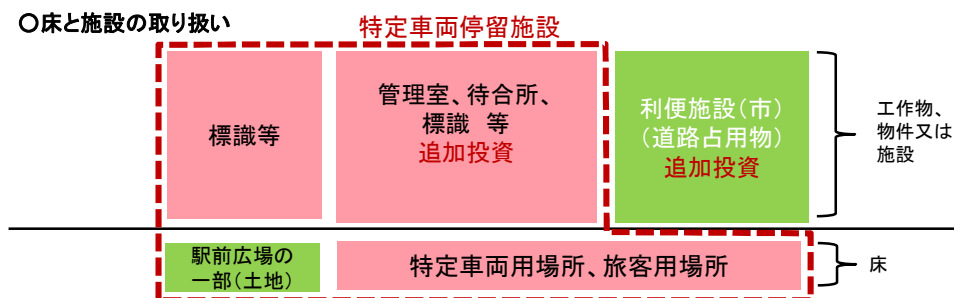 〇床と施設の取り扱い
特定車両停留施設
標識等
管理室、待合所、
標識 等
追加投資
利便施設(市)
(道路占用物)
追加投資
工作物、
物件又は
施設
駅前広場の
一部(土地)
特定車両用場所、旅客用場所
床